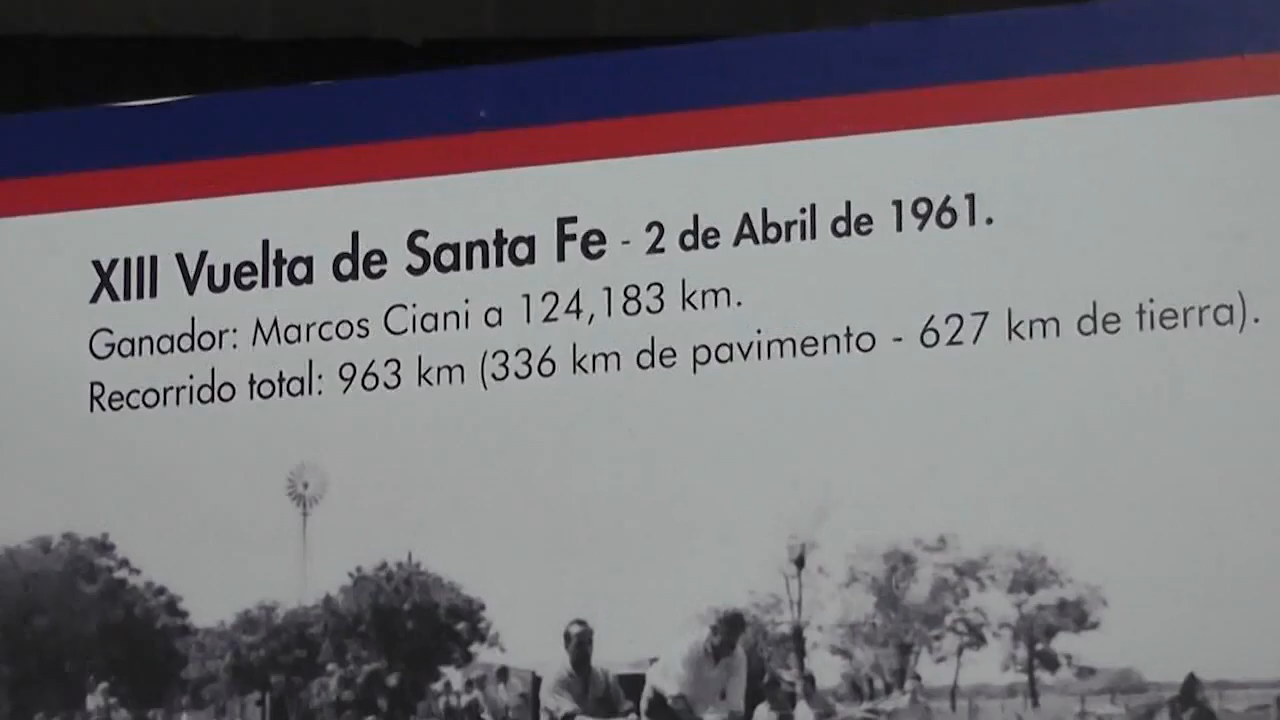 XIII Vuelta de Santa Fe - 2 de Abril de 1961.
Ganador: Marcos Ciani a 124,183 km.
Recorrido total: 963 km (336 km de pavimento - 627 km de tierra).